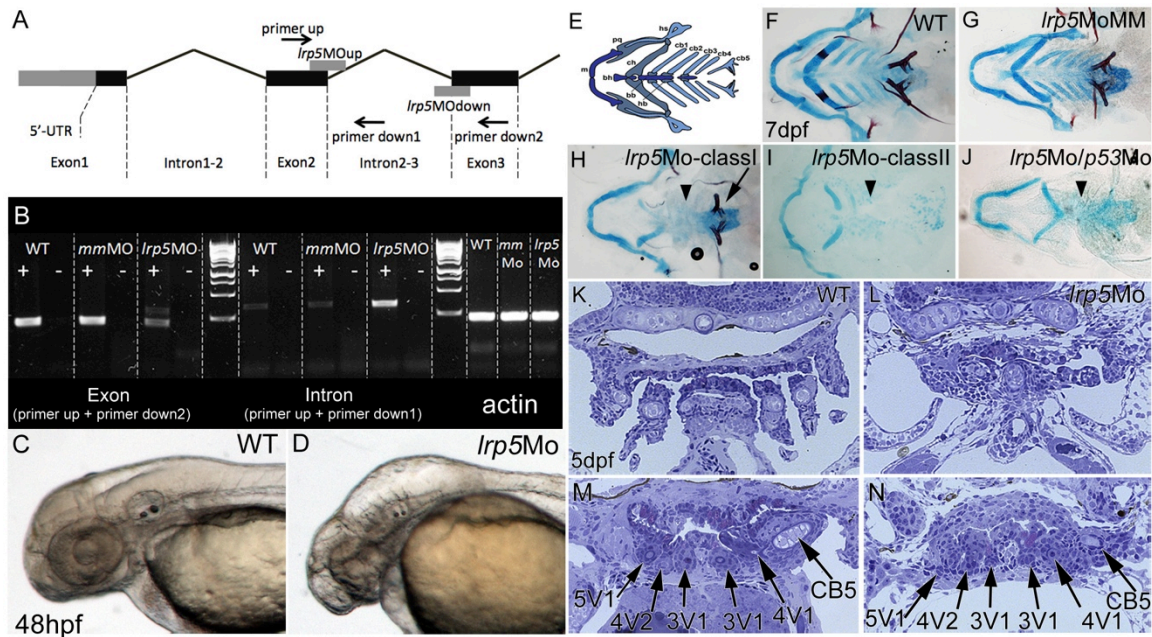 A
primer up
lrp5MOup
lrp5MOdown
5'-UTR
primer down1
primer down2
Exon1
Intron1-2
Exon2
Intron2-3
Exon3
B
WT
mmMO
lrp5MO
WT
mmMO
lrp5MO
WT
mm
Mo
lrp5
Mo
+ - + - + -
+ - + - + -
Exon
(primer up + primer down2)
Intron
(primer up + primer down1)
actin
C
WT
48hpf
D
lrp5Mo
E
hs
pq
cb1
cb2
cb3
cb4
cb5
ch
m
bh
bb
hb
F
WT
7dpf
G
lrp5MoMM
H
lrp5Mo-classI
I
lrp5Mo-classII
J
lrp5Mo/p53Mo
K
WT
5dpf
L
lrp5Mo
M
5V1
4V2
3V1
3V1
4V1
CB5
N
5V1
4V2
3V1
3V1
4V1
CB5